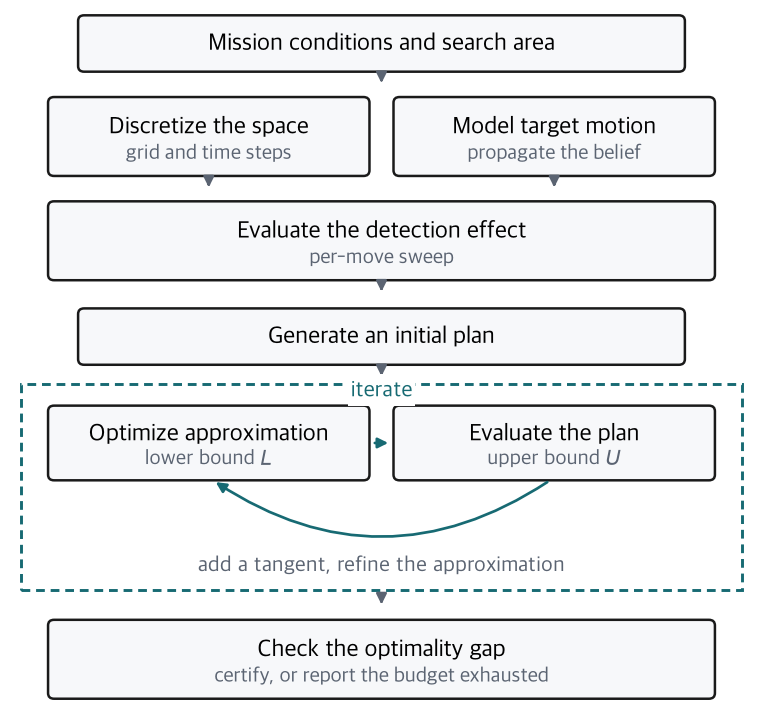 Mission conditions and search area
Discretize the space
grid and time steps
Model target motion
propagate the belief
Evaluate the detection effect
per-move sweep
Generate an initial plan
iterate
Optimize approximation
lower bound L
Evaluate the plan
upper bound U
add a tangent, refine the approximation
Check the optimality gap
certify, or report the budget exhausted